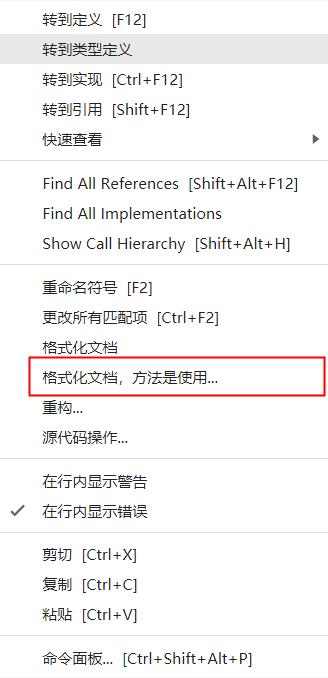 转到定义 [F12]
转到类型定义
转到实现 [Ctrl+F12]
转到引用 [Shift+F12]
快速查看
Find All References [Shift+Alt+F12]
Find All Implementations
Show Call Hierarchy [Shift+Alt+H]
重命名符号 [F2]
更改所有匹配项 [Ctrl+F2]
格式化文档
格式化文档，方法是使用...
重构...
源代码操作...
在行内显示警告
在行内显示错误
剪切 [Ctrl+X]
复制 [Ctrl+C]
粘贴 [Ctrl+V]
命令面板... [Ctrl+Shift+Alt+P]